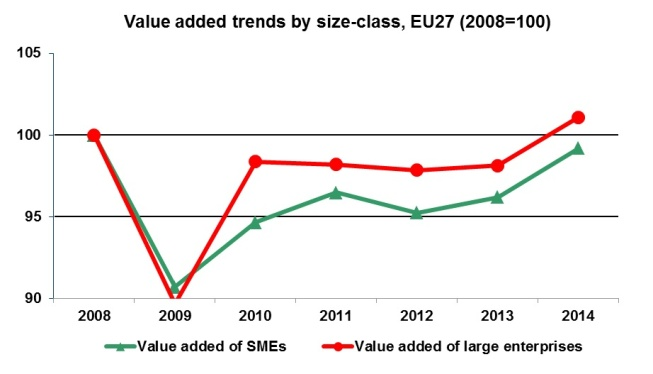 Value added trends by size-class, EU27 (2008=100)
105
100
95
90
2008 2009 2010 2011 2012 2013 2014
Value added of SMEs Value added of large enterprises